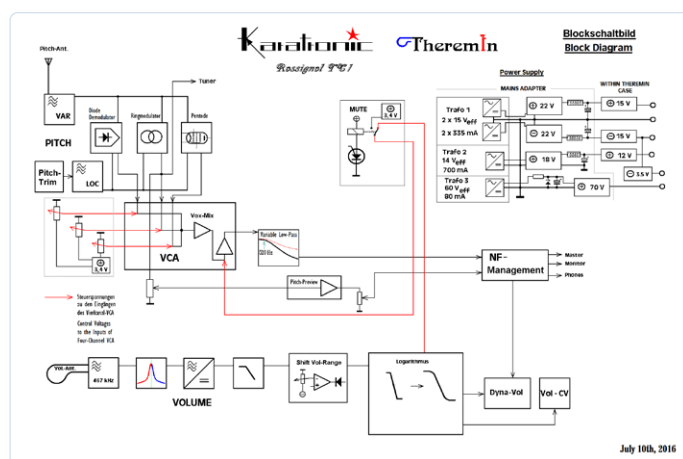 Karatronic
TheremIn
Rossignol TC1
Blockschaltbild
Block Diagram
Pitch-Ant.
Tuner
Diode
Demodulator
Ringmodulator
Pentode
VAR
PITCH
Pitch-
Trim
LOC
MUTE
3,4 V
Power Supply
MAINS ADAPTER
WITHIN THEREMIN
CASE
Trafo 1
2 x 15 Veff
2 x 335 mA
22 V
15 V
22 V
15 V
Trafo 2
14 Veff
700 mA
18 V
12 V
3.5 V
Trafo 3
60 Veff
80 mA
70 V
Vox-Mix
VCA
3,4 V
Variable Low-Pass
NF-
Management
Master
Monitor
Phones
Pitch-Preview
Steuerspannungen
zu den Eingängen
des Vierkanal-VCA
Control Voltages
to the Inputs of
Four-Channel VCA
Vol.-Ant.
457 kHz
VOLUME
Shift Vol-Range
Logarithmus
Dyna-Vol
Vol - CV
July 10th, 2016